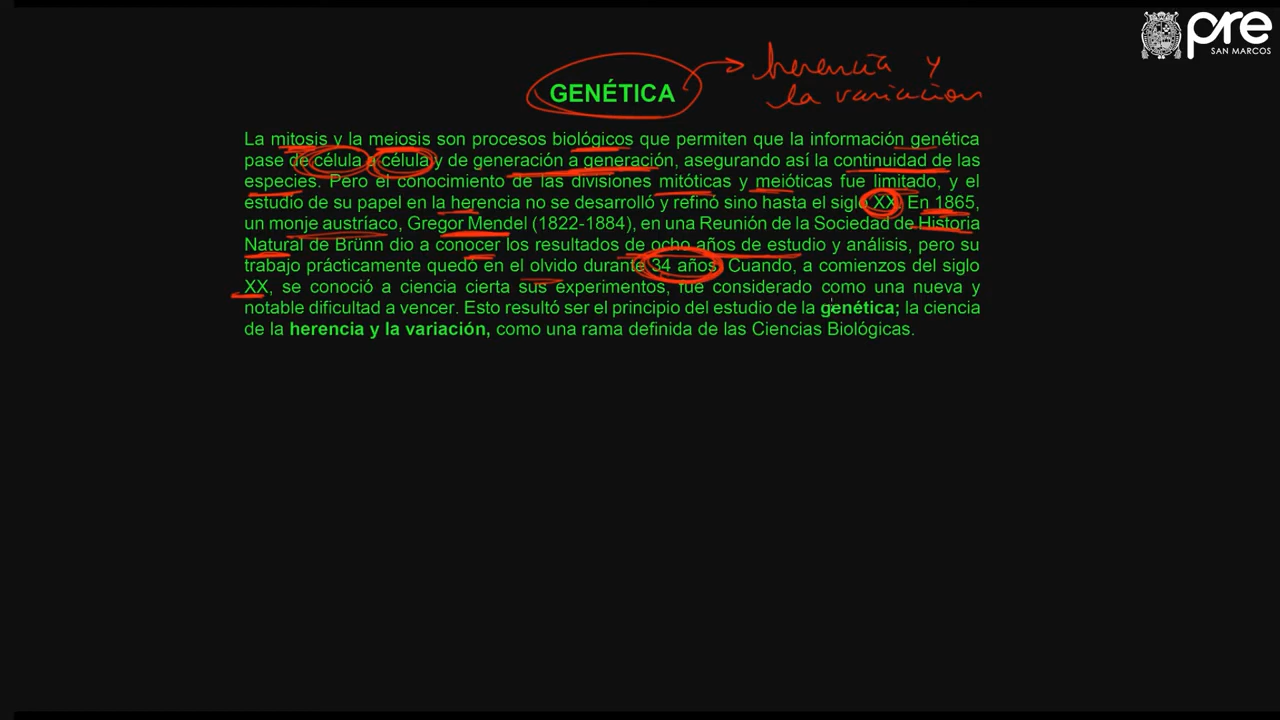 pre
SAN MARCOS
herencia y
la variacion
GENÉTICA
La mitosis y la meiosis son procesos biológicos que permiten que la información genética
pase de célula a célula y de generación a generación, asegurando así la continuidad de las
especies. Pero el conocimiento de las divisiones mitóticas y meióticas fue limitado, y el
estudio de su papel en la herencia no se desarrolló y refinó sino hasta el siglo XX. En 1865,
un monje austríaco, Gregor Mendel (1822-1884), en una Reunión de la Sociedad de Historia
Natural de Brünn dio a conocer los resultados de ocho años de estudio y análisis, pero su
trabajo prácticamente quedó en el olvido durante 34 años. Cuando, a comienzos del siglo
XX, se conoció a ciencia cierta sus experimentos, fue considerado como una nueva y
notable dificultad a vencer. Esto resultó ser el principio del estudio de la genética; la ciencia
de la herencia y la variación, como una rama definida de las Ciencias Biológicas.